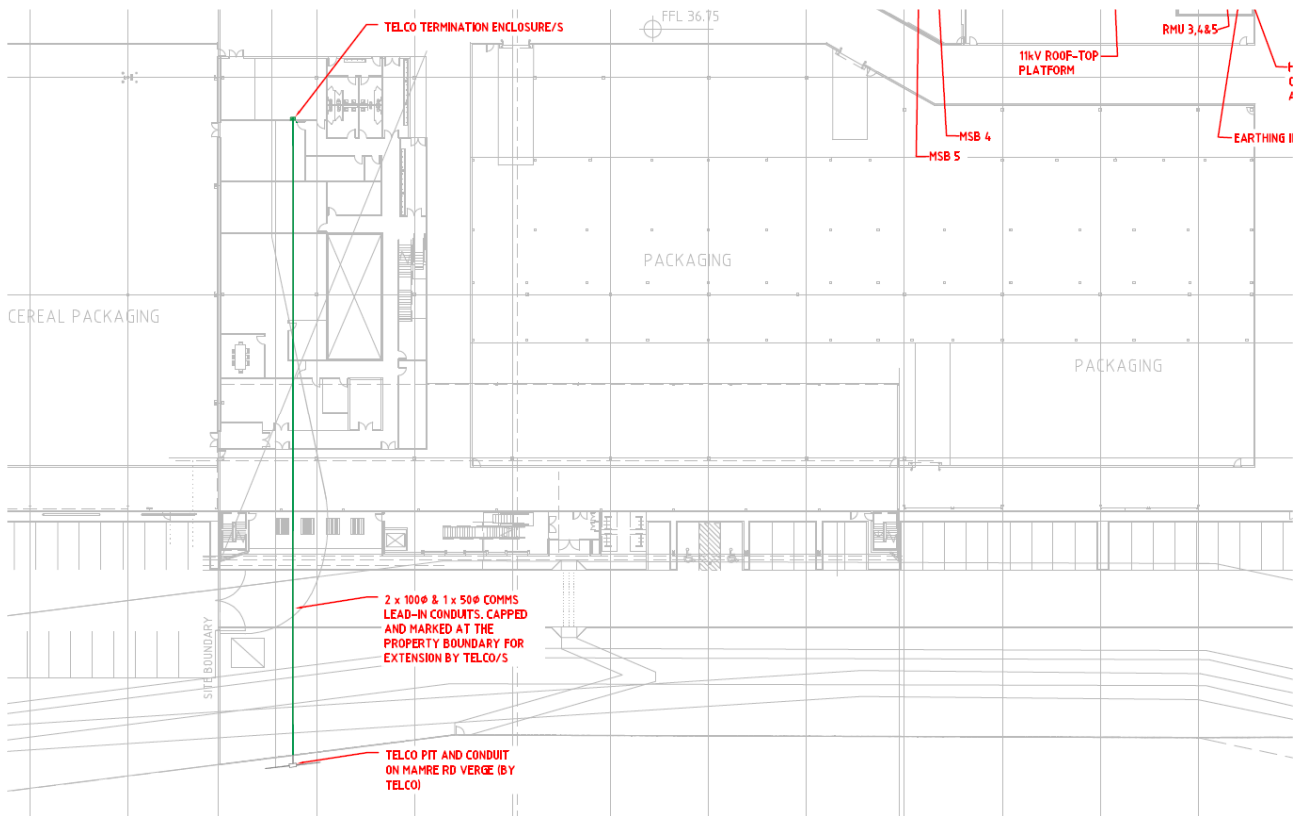 TELCO TERMINATION ENCLOSURE/S
FFL 36.75
RMU 3,4&5
11kV ROOF-TOP
PLATFORM
MSB 4
MSB 5
PACKAGING
CEREAL PACKAGING
PACKAGING
2 x 100Φ & 1 x 50Φ COMMS
LEAD-IN CONDUITS. CAPPED
AND MARKED AT THE
PROPERTY BOUNDARY FOR
EXTENSION BY TELCO/S
SITE BOUNDARY
TELCO PIT AND CONDUIT
ON MAMRE RD VERGE (BY
TELCO)
EARTHING